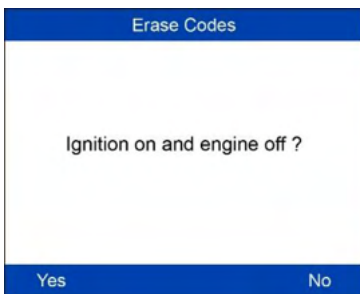 Erase Codes
Ignition on and engine off ?
Yes No